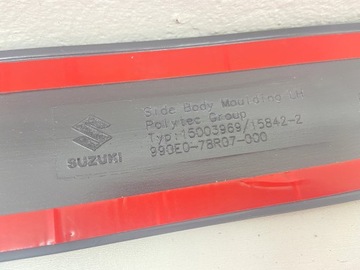 Side Body Moulding LH
Polytec Group
Typ:15003969/15842-2
990E0-78R07-000
SUZUKI